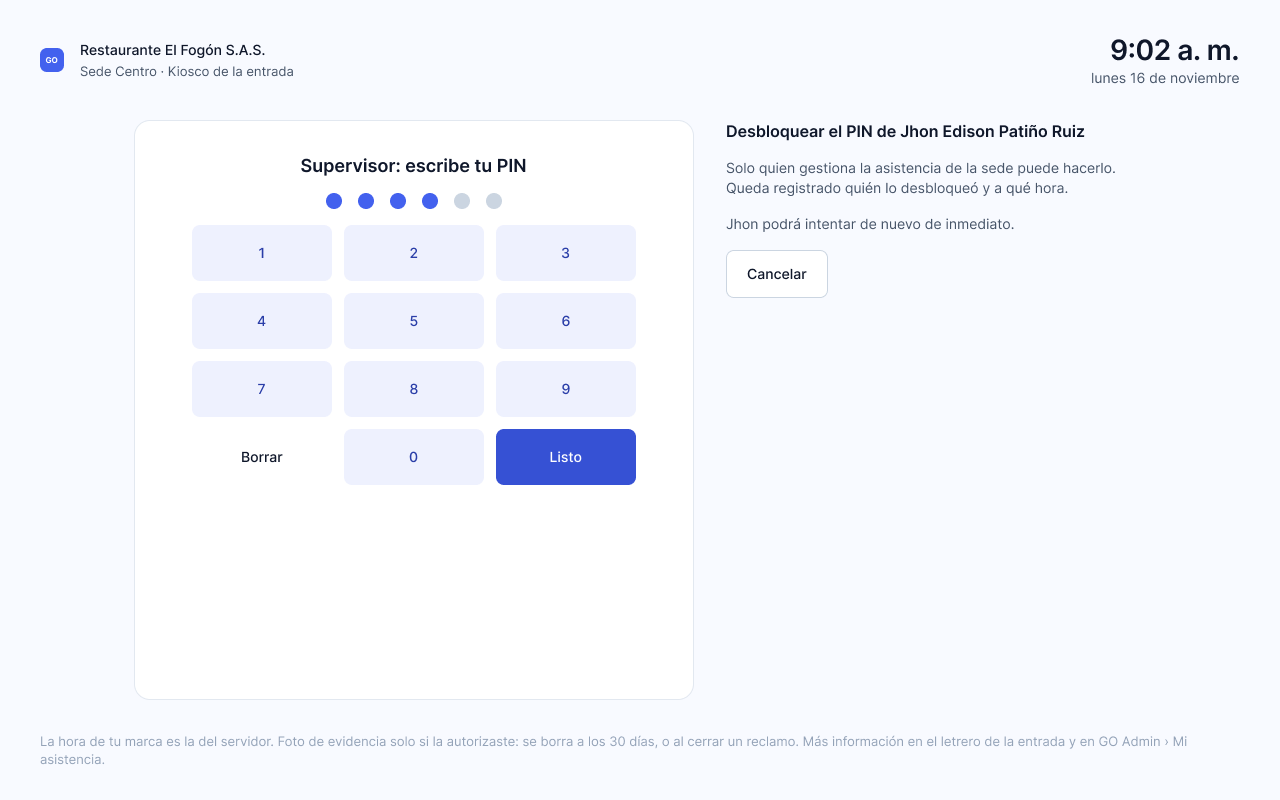 GO
Restaurante El Fogón S.A.S.
Sede Centro · Kiosco de la entrada
9:02 a. m.
lunes 16 de noviembre
Supervisor: escribe tu PIN
1
2
3
4
5
6
7
8
9
Borrar
0
Listo
Desbloquear el PIN de Jhon Edison Patiño Ruiz
Solo quien gestiona la asistencia de la sede puede hacerlo.
Queda registrado quién lo desbloqueó y a qué hora.
Jhon podrá intentar de nuevo de inmediato.
Cancelar
La hora de tu marca es la del servidor. Foto de evidencia solo si la autorizaste: se borra a los 30 días, o al cerrar un reclamo. Más información en el letrero de la entrada y en GO Admin › Mi
asistencia.